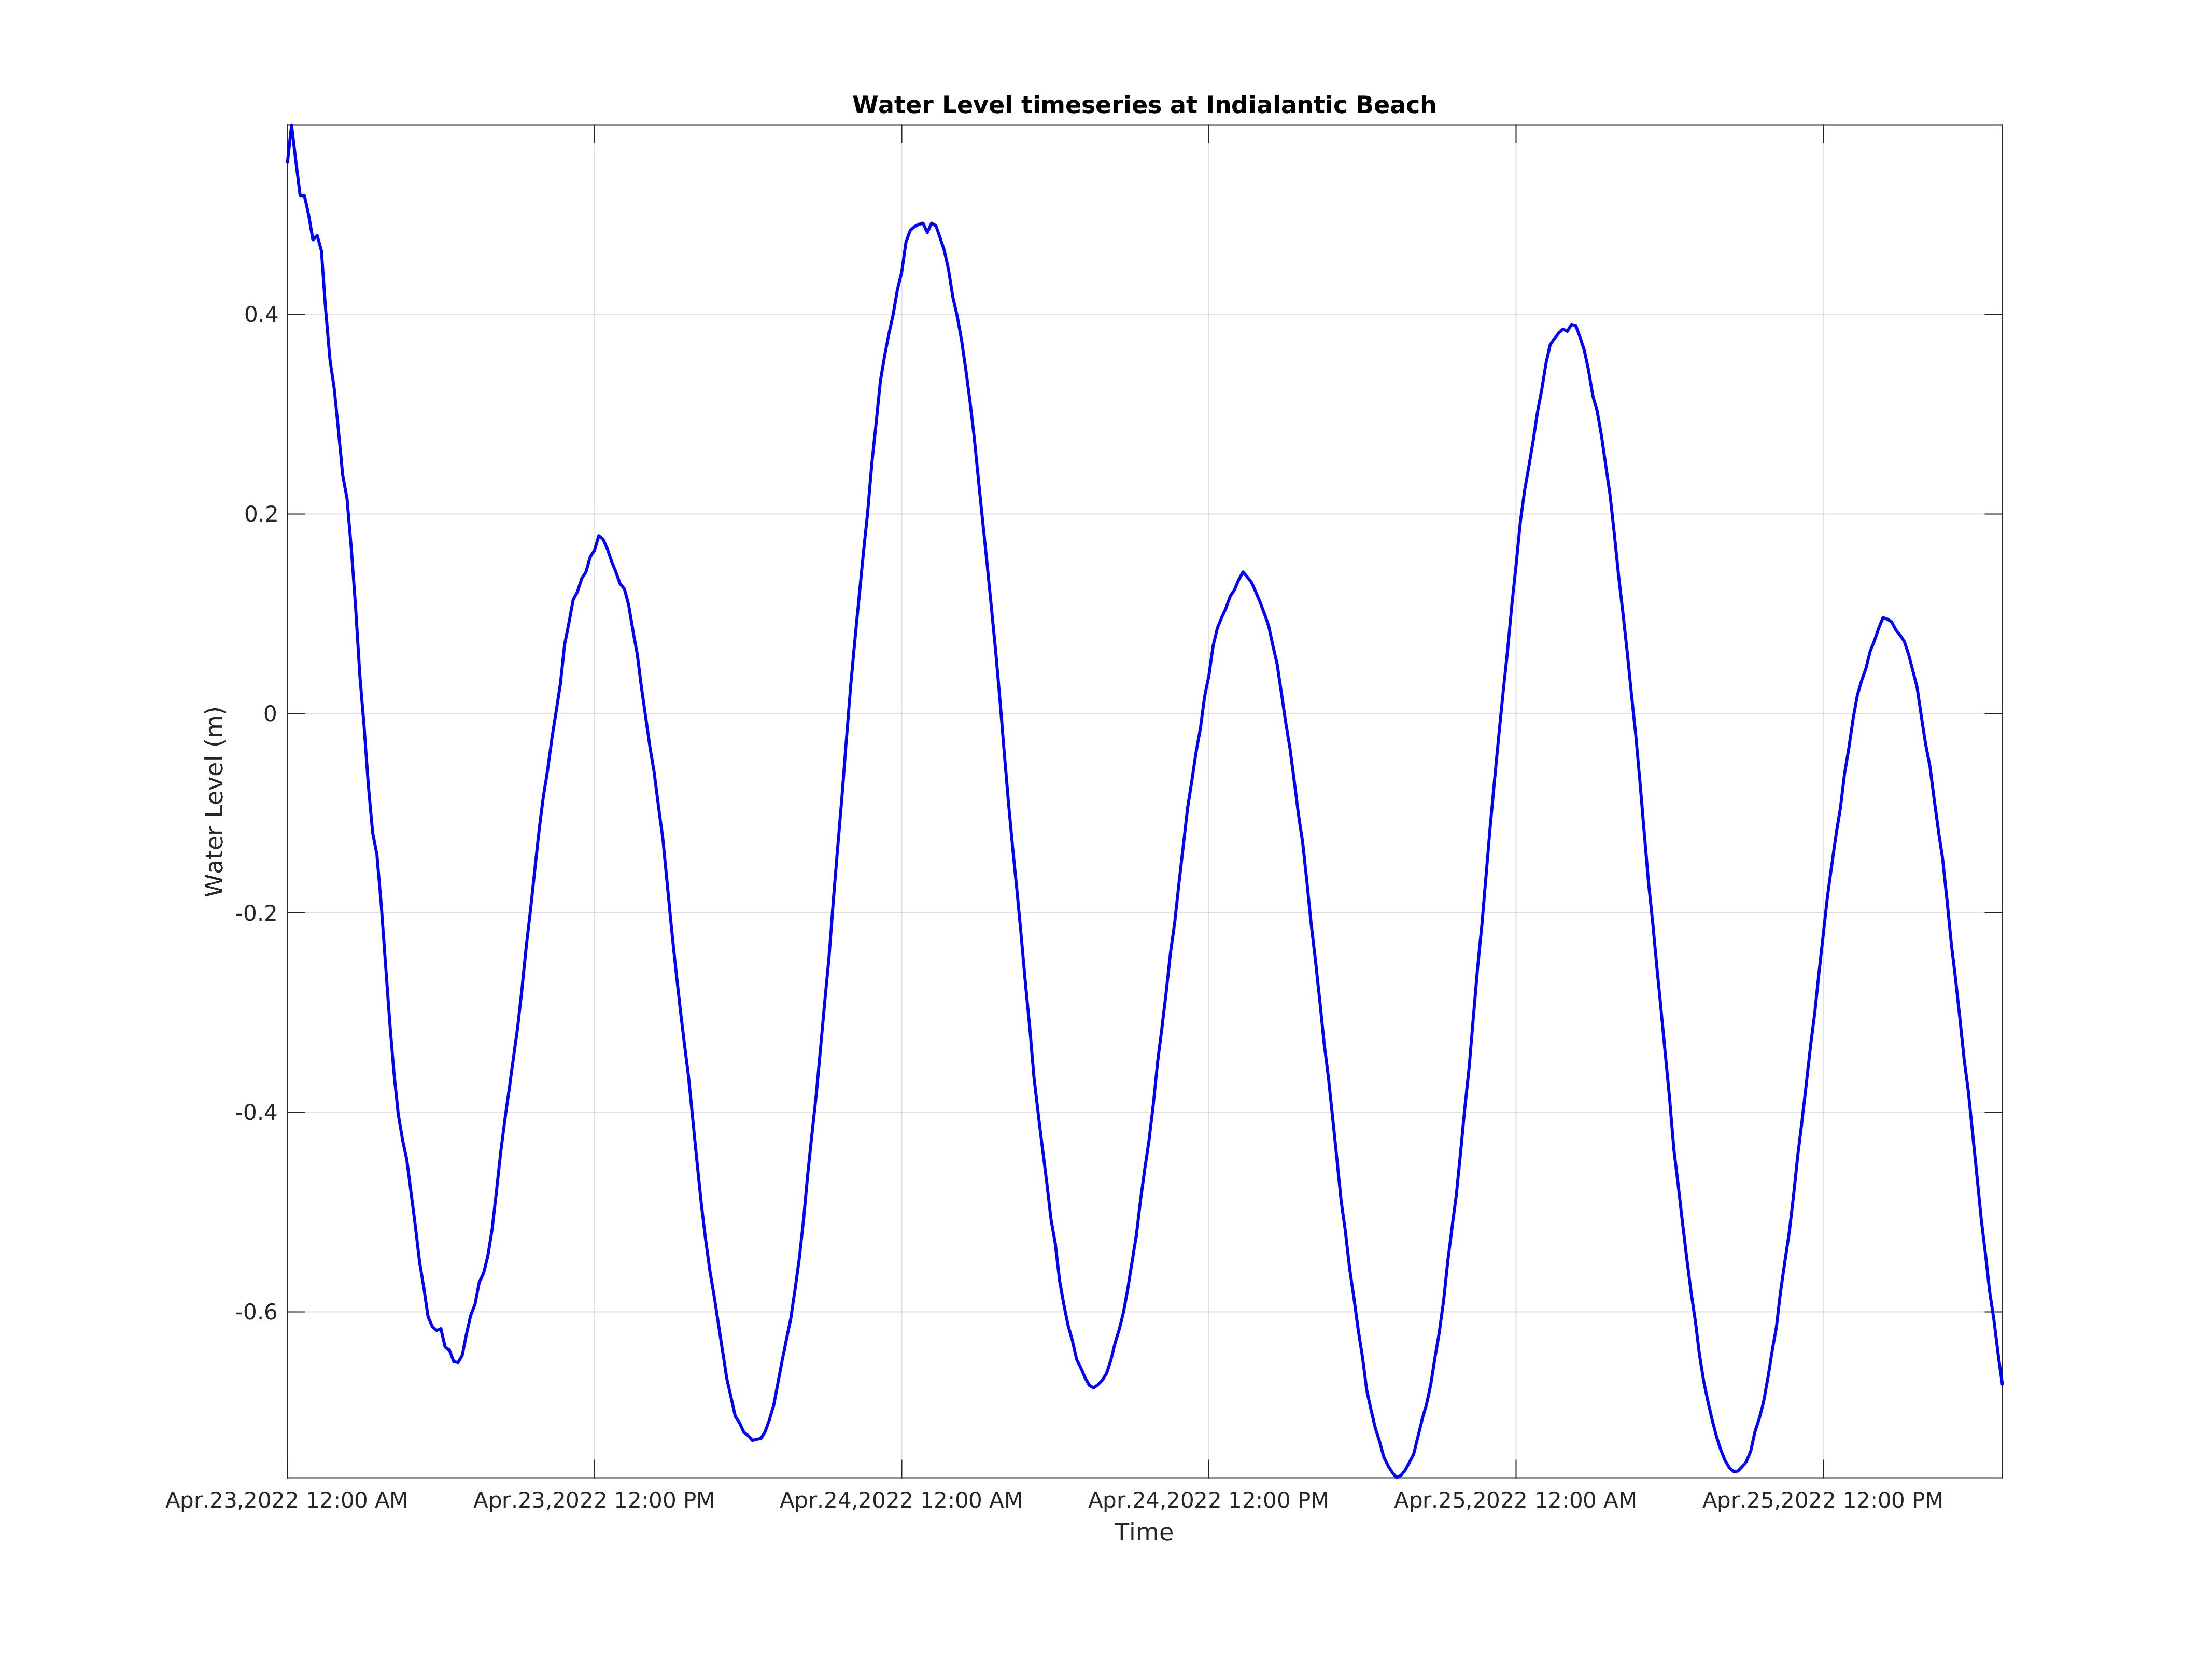 Water Level timeseries at Indialantic Beach
0.4
0.2
0
-0.2
-0.4
-0.6
Water Level (m)
Apr.23,2022 12:00 AM
Apr.23,2022 12:00 PM
Apr.24,2022 12:00 AM
Apr.24,2022 12:00 PM
Apr.25,2022 12:00 AM
Apr.25,2022 12:00 PM
Time